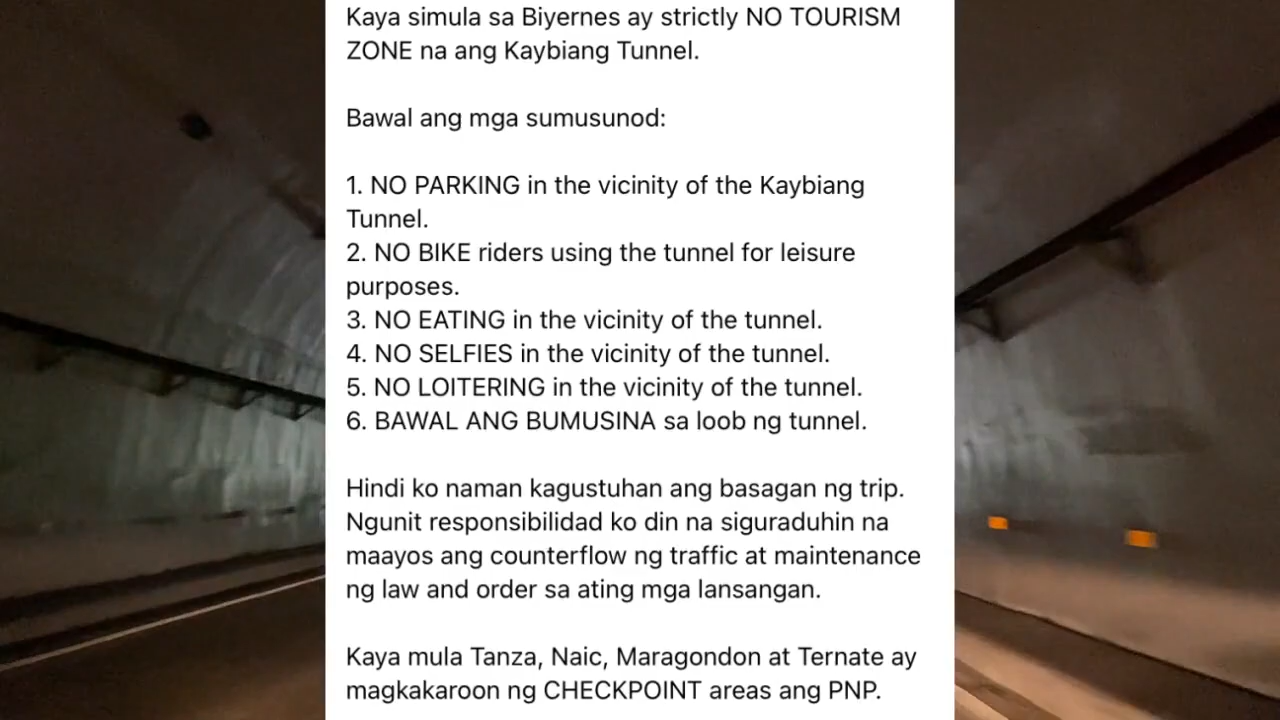 Kaya simula sa Biyernes ay strictly NO TOURISM
ZONE na ang Kaybiang Tunnel.
Bawal ang mga sumusunod:
1. NO PARKING in the vicinity of the Kaybiang
Tunnel.
2. NO BIKE riders using the tunnel for leisure
purposes.
3. NO EATING in the vicinity of the tunnel.
4. NO SELFIES in the vicinity of the tunnel.
5. NO LOITERING in the vicinity of the tunnel.
6. BAWAL ANG BUMUSINA sa loob ng tunnel.
Hindi ko naman kagustuhan ang basagan ng trip.
Ngunit responsibilidad ko din na siguraduhin na
maayos ang counterflow ng traffic at maintenance
ng law and order sa ating mga lansangan.
Kaya mula Tanza, Naic, Maragondon at Ternate ay
magkakaroon ng CHECKPOINT areas ang PNP.